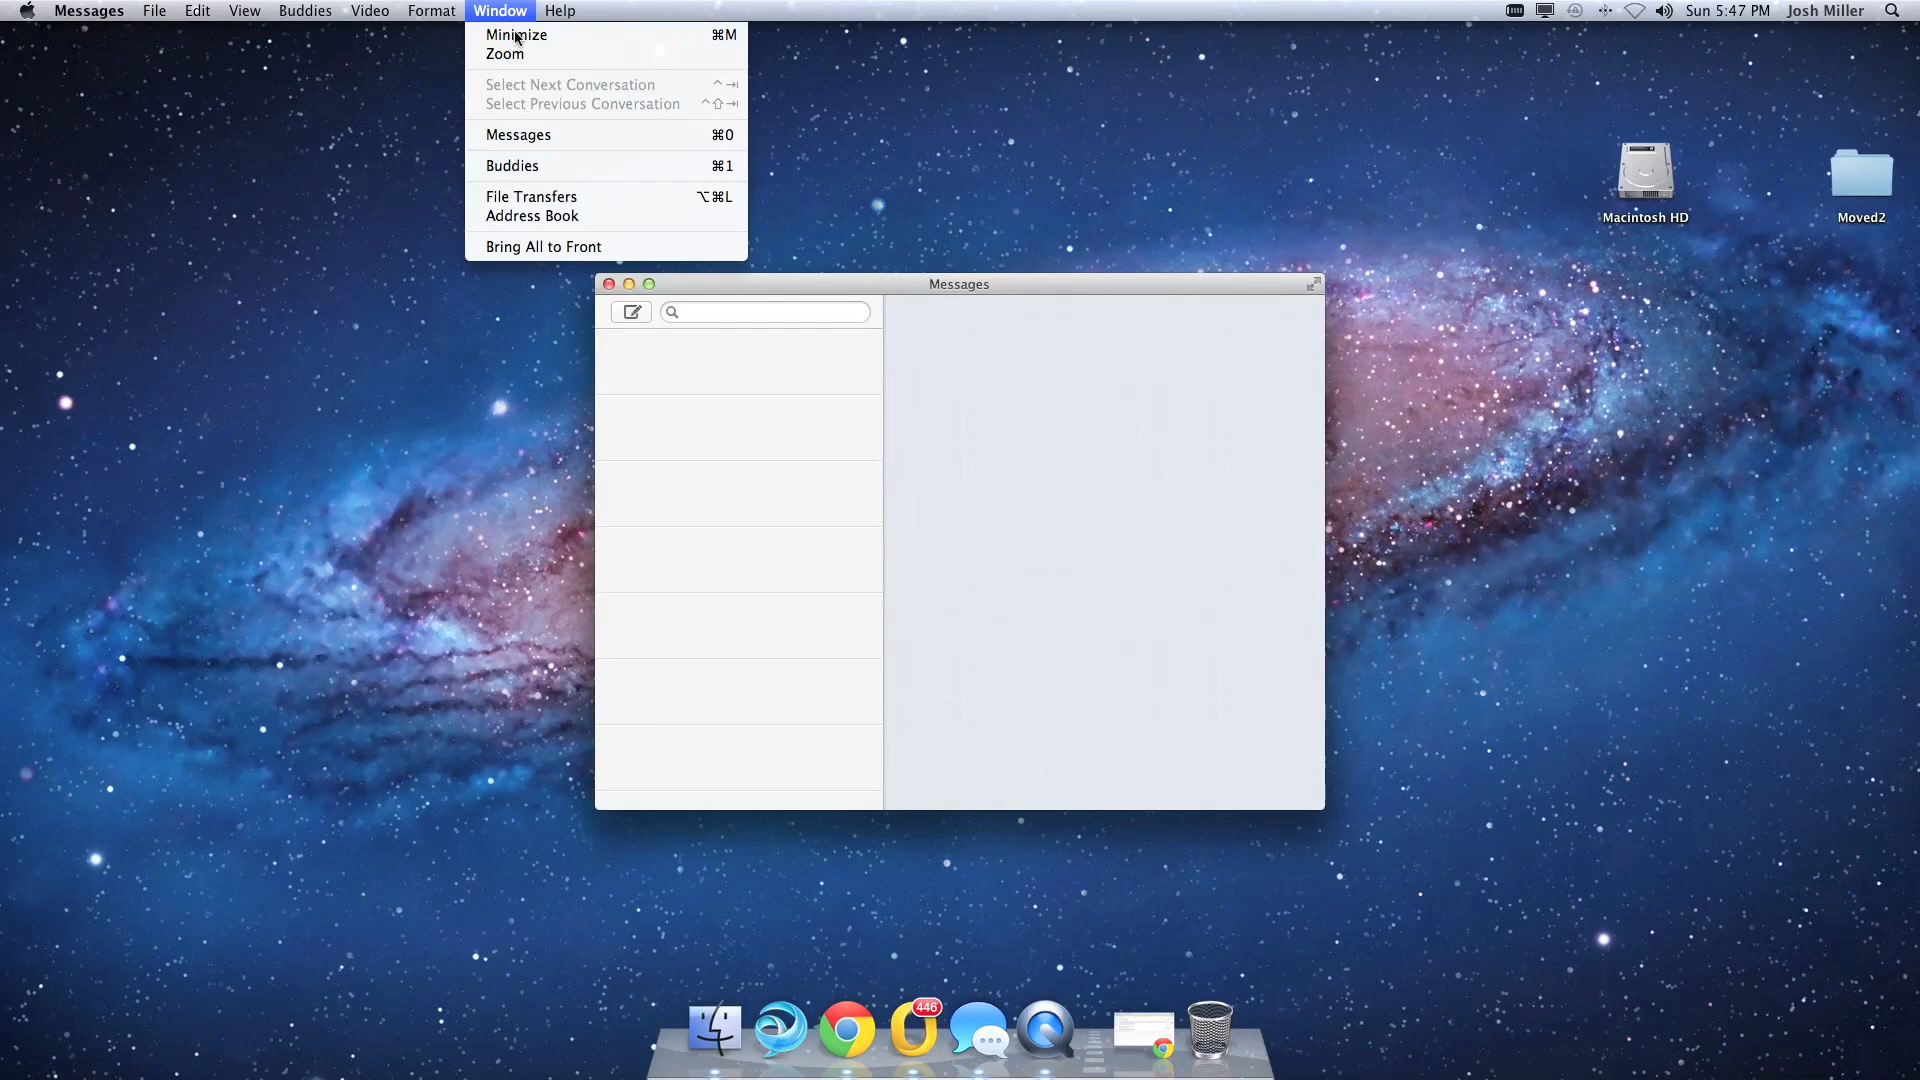 Messages File Edit View Buddies Video Format Window Help Sun 5:47 PM Josh Miller
Minimize ⌘M
Zoom
Select Next Conversation ^⇥
Select Previous Conversation ^⇧⇥
Messages ⌘0
Buddies ⌘1
File Transfers ⌥⌘L
Address Book
Bring All to Front
Macintosh HD
Moved2
Messages
446